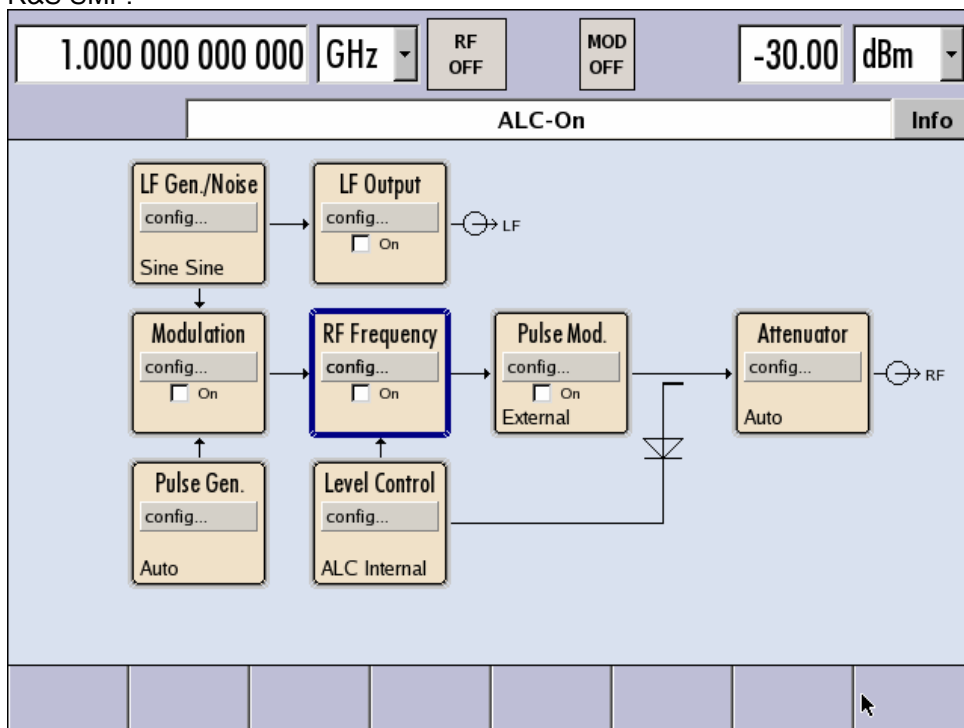 1.000 000 000 000 GHz RF OFF MOD OFF -30.00 dBm
ALC-On Info
LF Gen./Noise
config...
Sine Sine
LF Output
config...
On
LF
Modulation
config...
On
RF Frequency
config...
On
Pulse Mod.
config...
On
External
Attenuator
config...
Auto
RF
Pulse Gen.
config...
Auto
Level Control
config...
ALC Internal